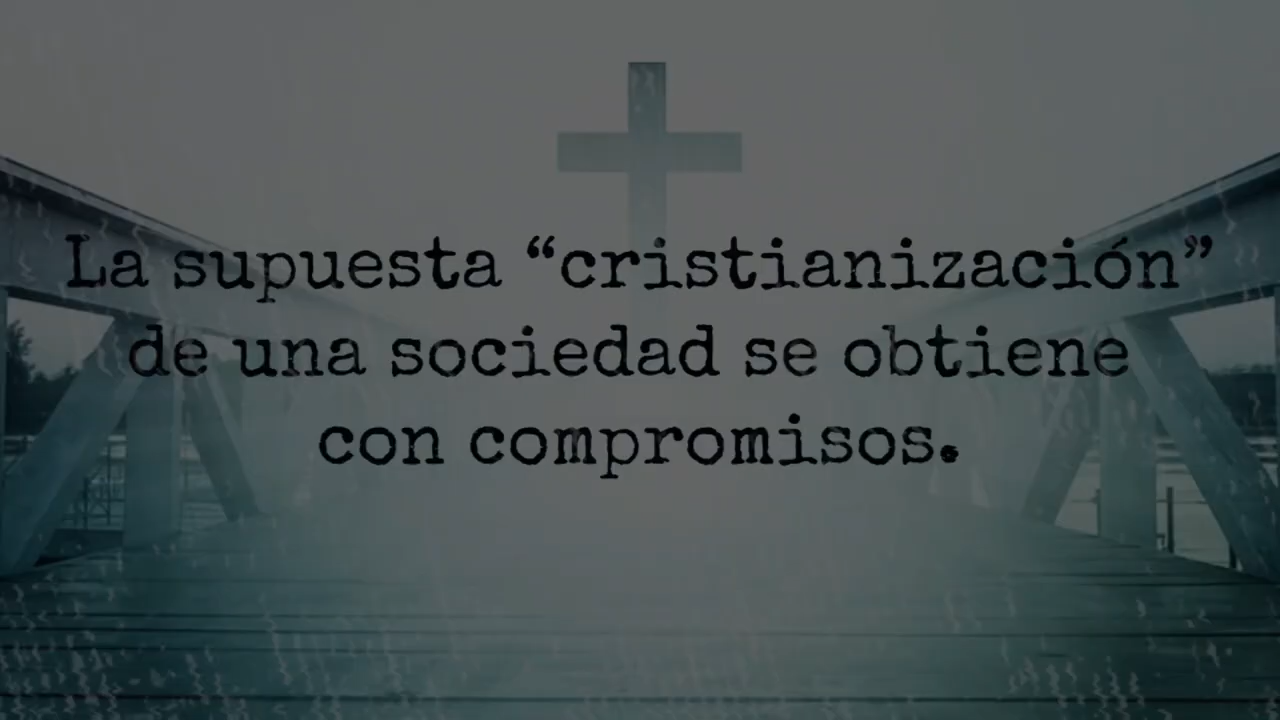 La supuesta “cristianización”
de una sociedad se obtiene
con compromisos.